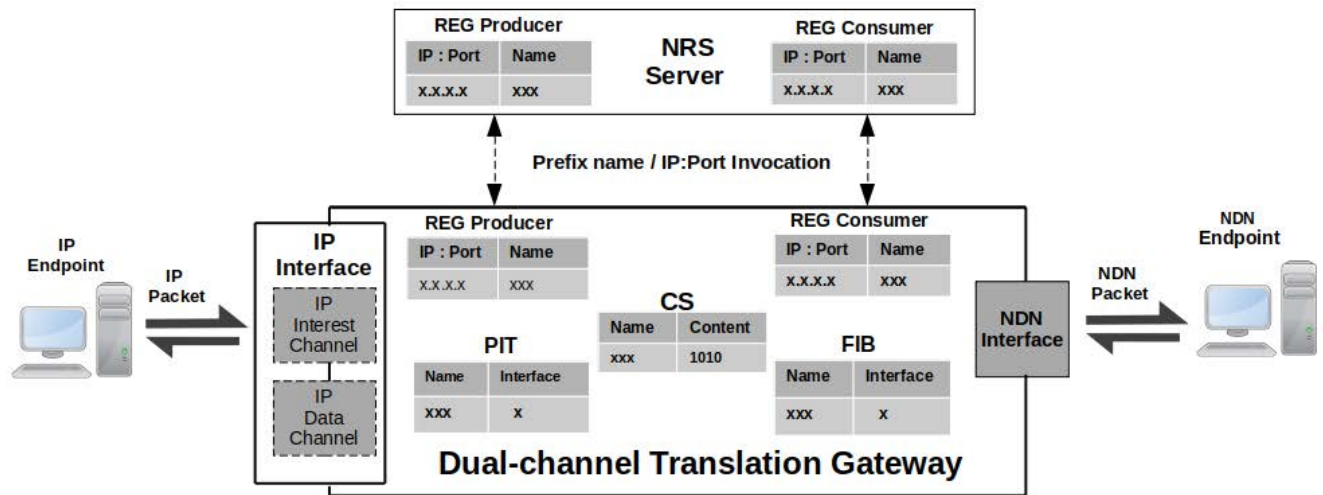 REG Producer
IP : Port Name
x.x.x.x xxx
NRS
Server
REG Consumer
IP : Port Name
x.x.x.x xxx
Prefix name / IP:Port Invocation
IP
Endpoint
IP
Packet
IP
Interface
IP
Interest
Channel
IP
Data
Channel
REG Producer
IP : Port Name
x.x.x.x xxx
REG Consumer
IP : Port Name
x.x.x.x xxx
CS
Name Content
xxx 1010
PIT
Name Interface
xxx x
FIB
Name Interface
xxx x
Dual-channel Translation Gateway
NDN
Interface
NDN
Packet
NDN
Endpoint